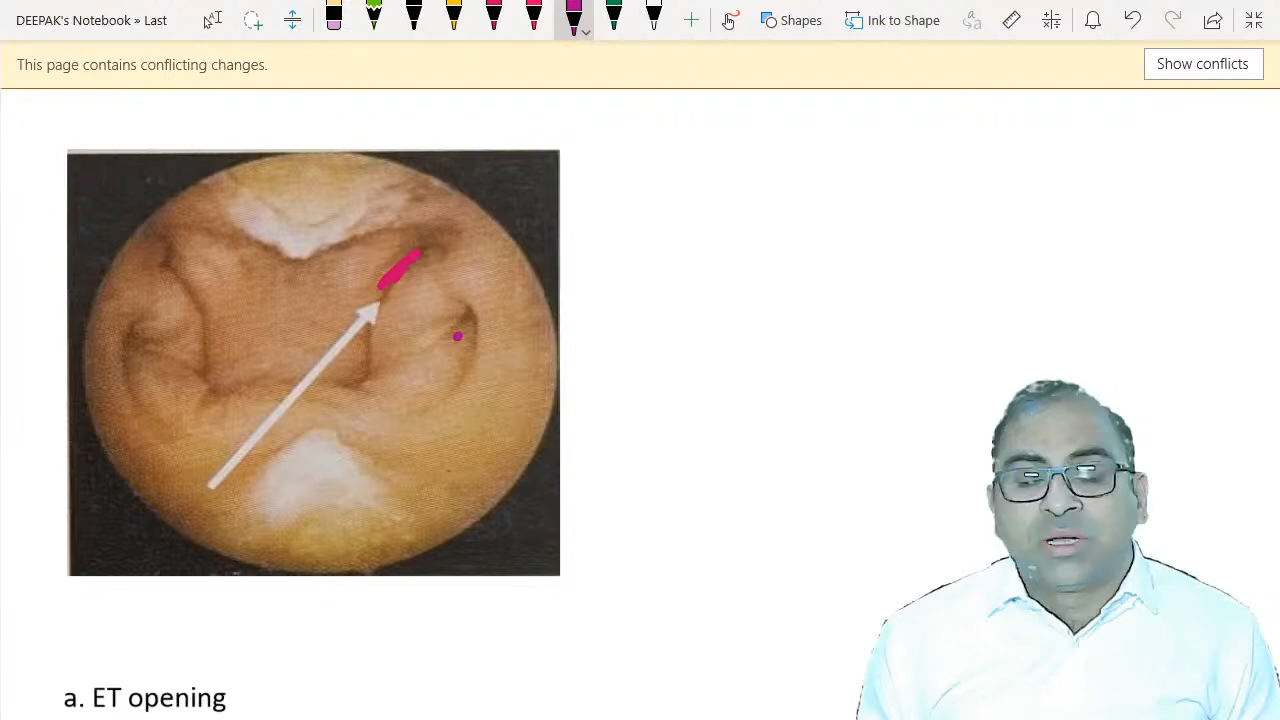 DEEPAK's Notebook » Last
Shapes
Ink to Shape
This page contains conflicting changes.
Show conflicts
a. ET opening